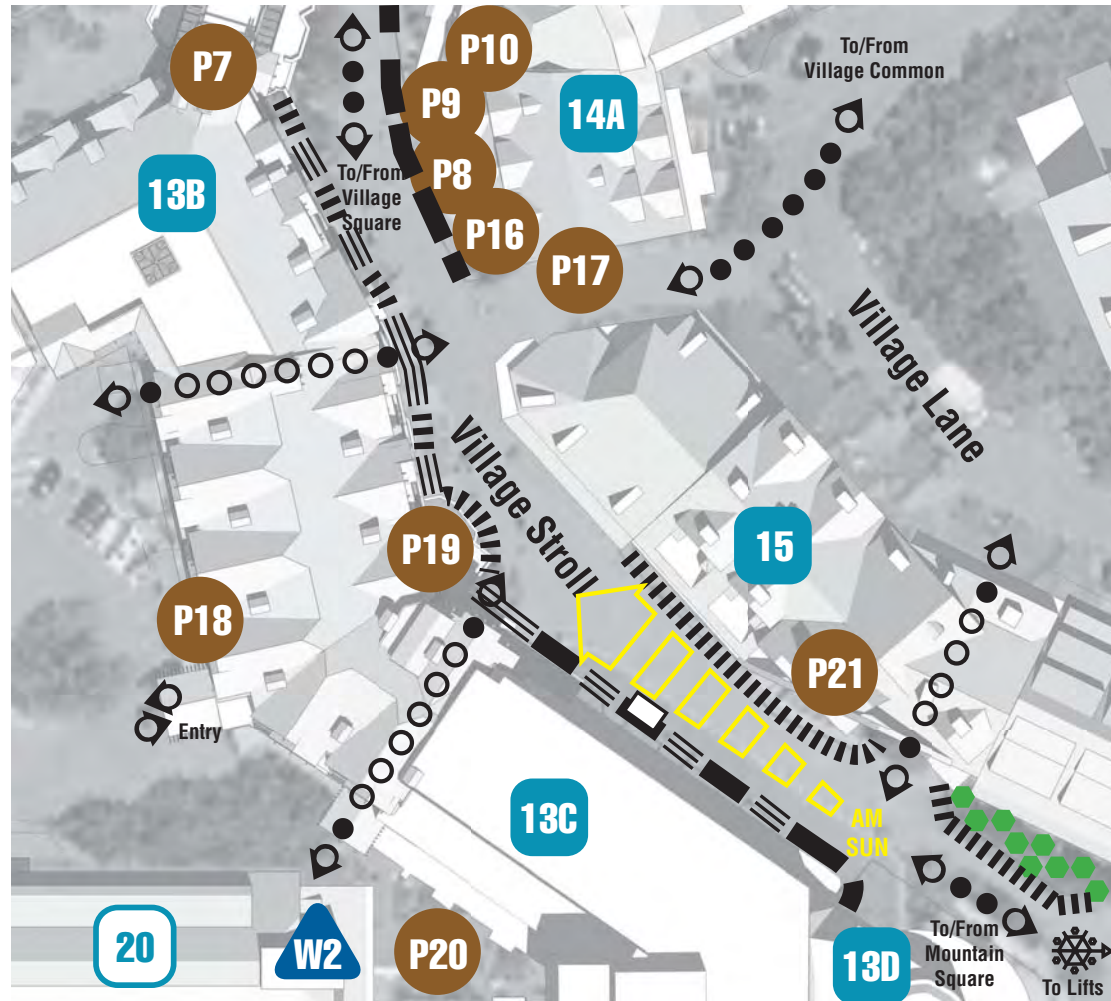 P10
P7
To/From
Village Common
P9
14A
P8
To/From
Village
Square
13B
P16
P17
Village Lane
Village Stroll
P19
15
P18
P21
Entry
13C
AM
SUN
20
W2
P20
13D
To/From
Mountain
Square
To Lifts